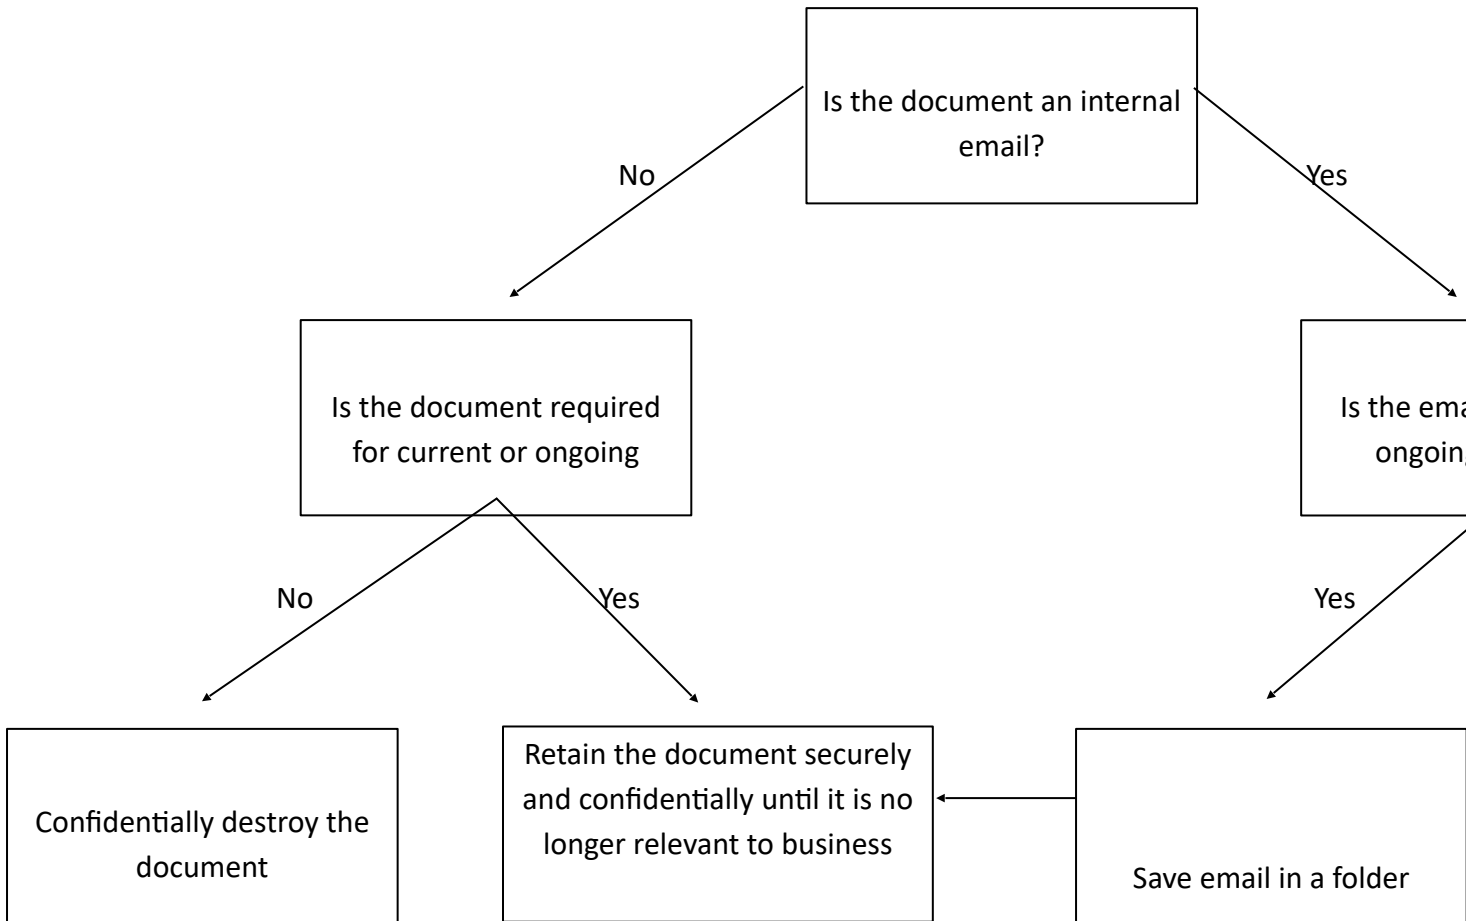 Is the document an internal
email?
No
Yes
Is the document required
for current or ongoing
Is the
No
Yes
Yes
Retain the document securely
and confidentially until it is no
longer relevant to business
Confidentially destroy the
document
Save email in a folder